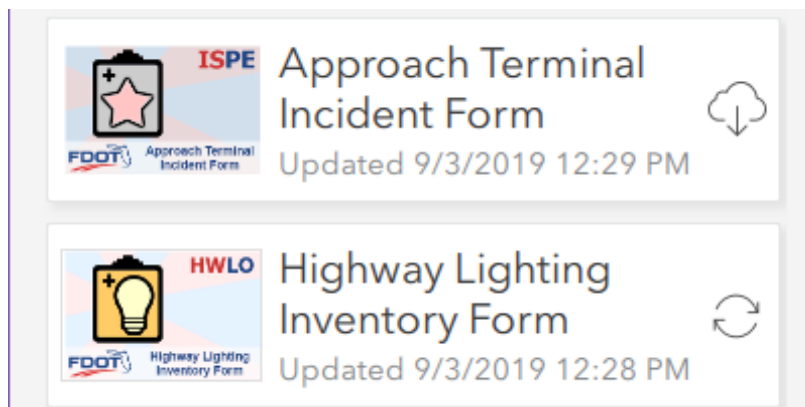 ISPE
FDOT
Approach Terminal
Incident Form
Approach Terminal
Incident Form
Updated 9/3/2019 12:29 PM
HWLO
FDOT
Highway Lighting
Inventory Form
Highway Lighting
Inventory Form
Updated 9/3/2019 12:28 PM